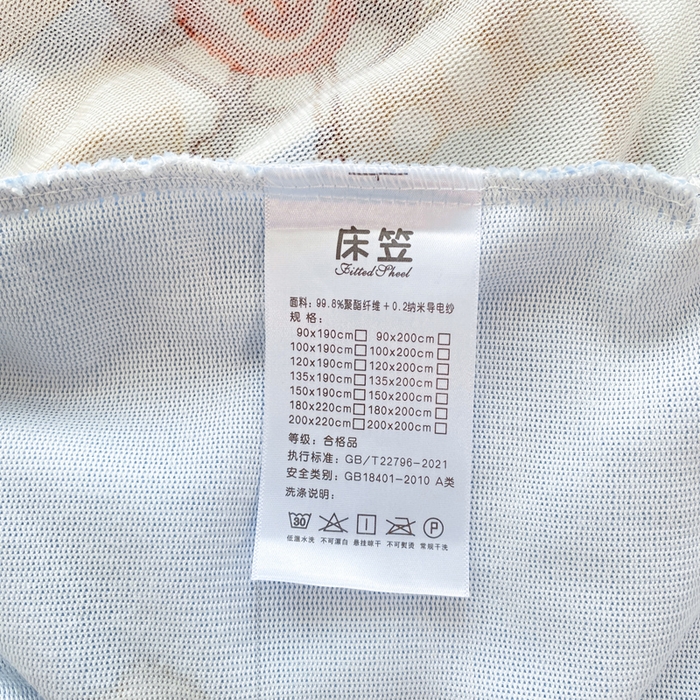 床笠
Fitted Sheel
面料：99.8%聚酯纤维＋0.2纳米导电纱
规 格：
90x190cm□ 90x200cm□
100x190cm□ 100x200cm□
120x190cm□ 120x200cm□
135x190cm□ 135x200cm□
150x190cm□ 150x200cm□
180x220cm□ 180x200cm□
200x220cm□ 200x200cm□
等级：合格品
执行标准：GB/T22796-2021
安全类别：GB18401-2010 A类
洗涤说明：
30 P
低温水洗 不可漂白 悬挂晾干 不可熨烫 常规干洗